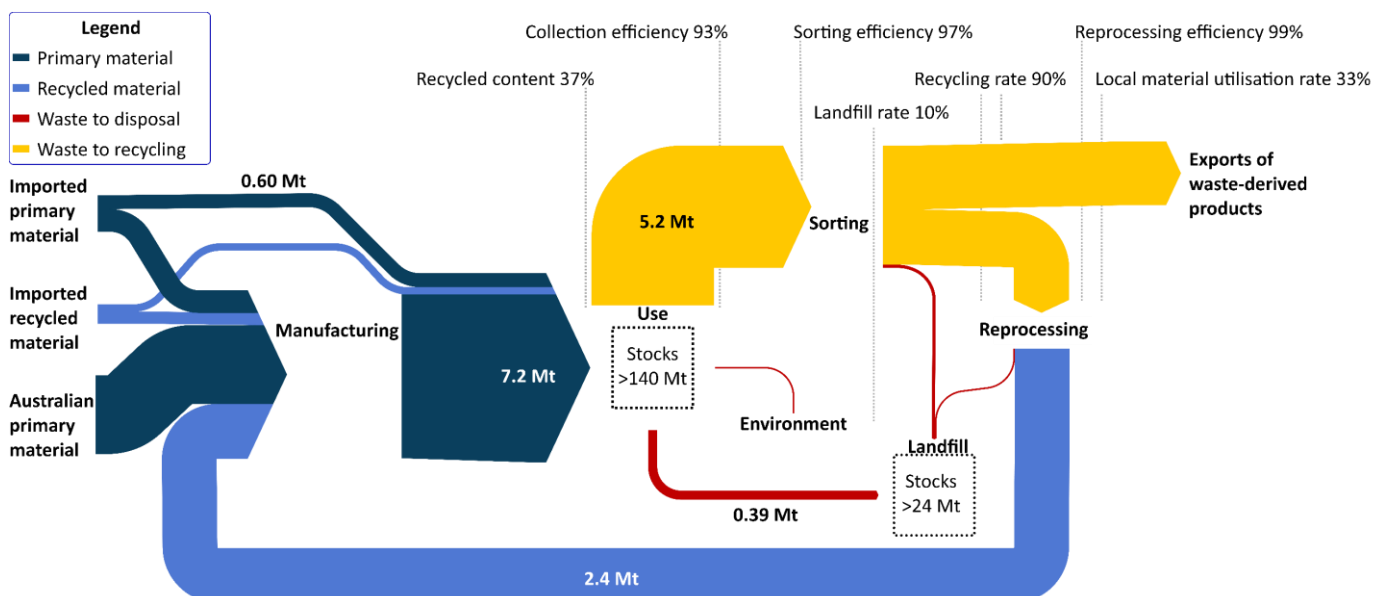 Legend
Primary material
Recycled material
Waste to disposal
Waste to recycling
Collection efficiency 93%
Sorting efficiency 97%
Reprocessing efficiency 99%
Recycled content 37%
Recycling rate 90%
Local material utilisation rate 33%
Landfill rate 10%
Imported
primary
material
0.60 Mt
Exports of
waste-derived
products
5.2 Mt
Sorting
Imported
recycled
material
Manufacturing
Use
Reprocessing
Stocks
>140 Mt
7.2 Mt
Australian
primary
material
Environment
Landfill
Stocks
>24 Mt
0.39 Mt
2.4 Mt